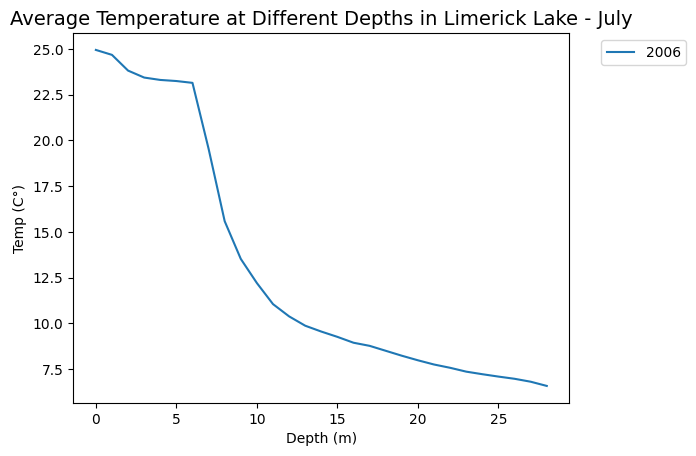 Average Temperature at Different Depths in Limerick Lake - July
2006
25.0
22.5
20.0
17.5
15.0
12.5
10.0
7.5
Temp (C°)
0 5 10 15 20 25
Depth (m)